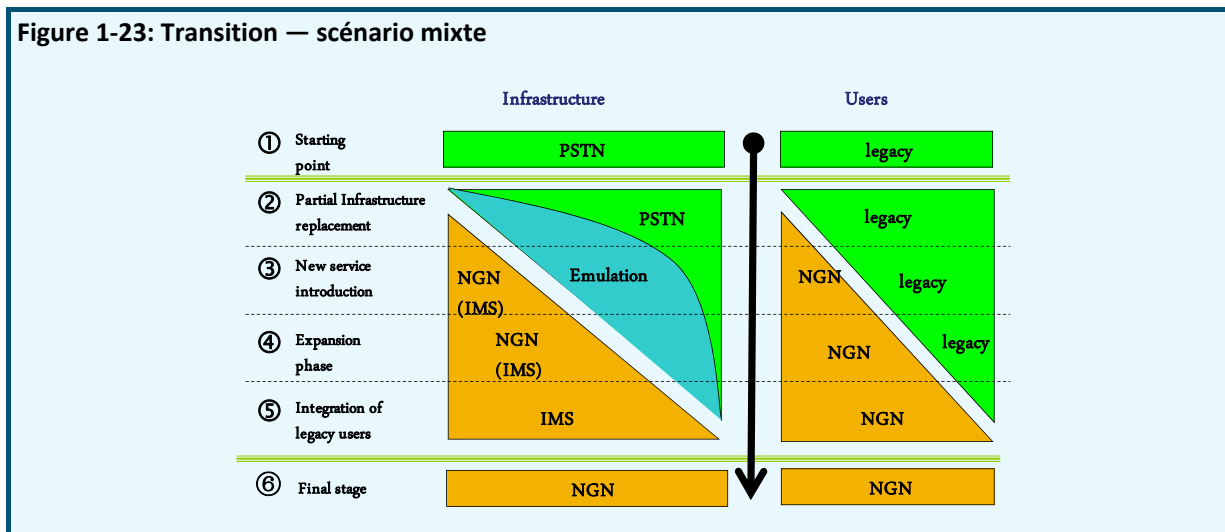 Figure 1-23: Transition — scénario mixte
Infrastructure
Users
① Starting
point
PSTN
legacy
② Partial Infrastructure
replacement
PSTN
legacy
③ New service
introduction
NGN
(IMS)
Emulation
NGN
legacy
④ Expansion
phase
NGN
(IMS)
NGN
legacy
⑤ Integration of
legacy users
IMS
NGN
⑥ Final stage
NGN
NGN